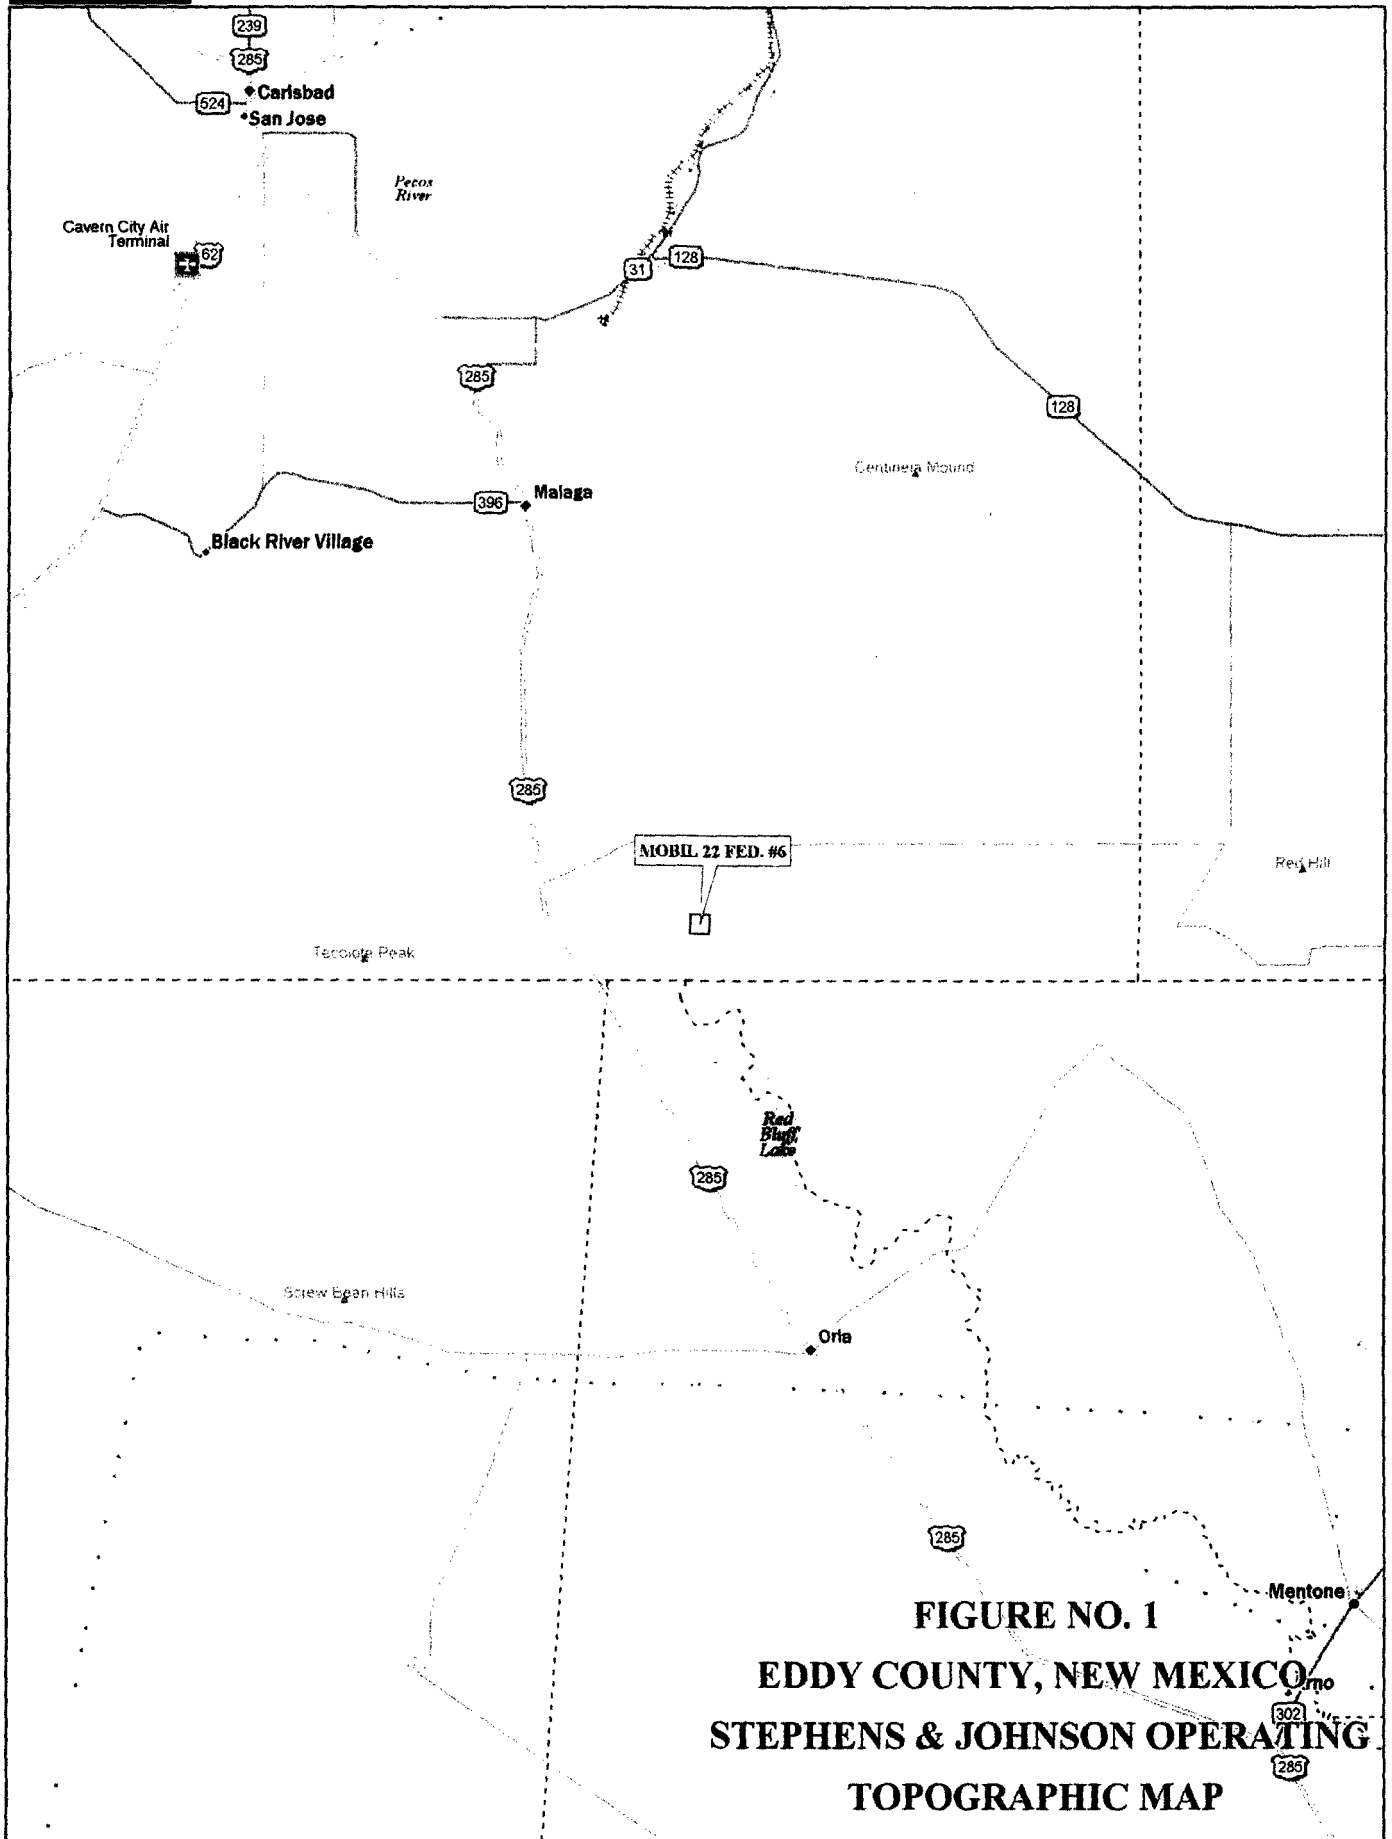 239
285
Carlsbad
524
San Jose
Pecos
River
Cavern City Air
Terminal
62
31
128
285
128
Centinela Mound
396
Malaga
Black River Village
285
MOBIL 22 FED. #6
Red Hill
Tecolote Peak
Red
Bluff
Lake
285
Screw Bean Hills
Orla
285
Mentone
FIGURE NO. 1
EDDY COUNTY, NEW MEXICO
302
STEPHENS & JOHNSON OPERATING
285
TOPOGRAPHIC MAP